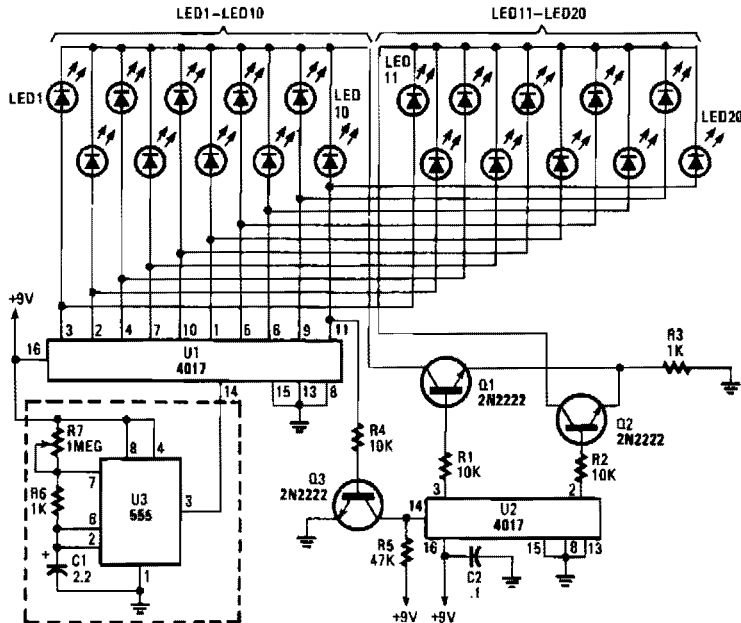 LED1–LED10
LED11–LED20
LED1
LED
10
LED
11
LED20
+9V
3
2
4
7
10
1
5
6
9
11
16
U1
4017
14
15
13
8
R3
1K
Q1
2N2222
Q2
2N2222
R7
1MEG
8
4
7
R6
1K
U3
555
3
6
2
+
C1
2.2
1
R4
10K
Q3
2N2222
R1
10K
R2
10K
3
2
14
U2
4017
16
15
8
13
R5
47K
C2
.1
+9V
+9V